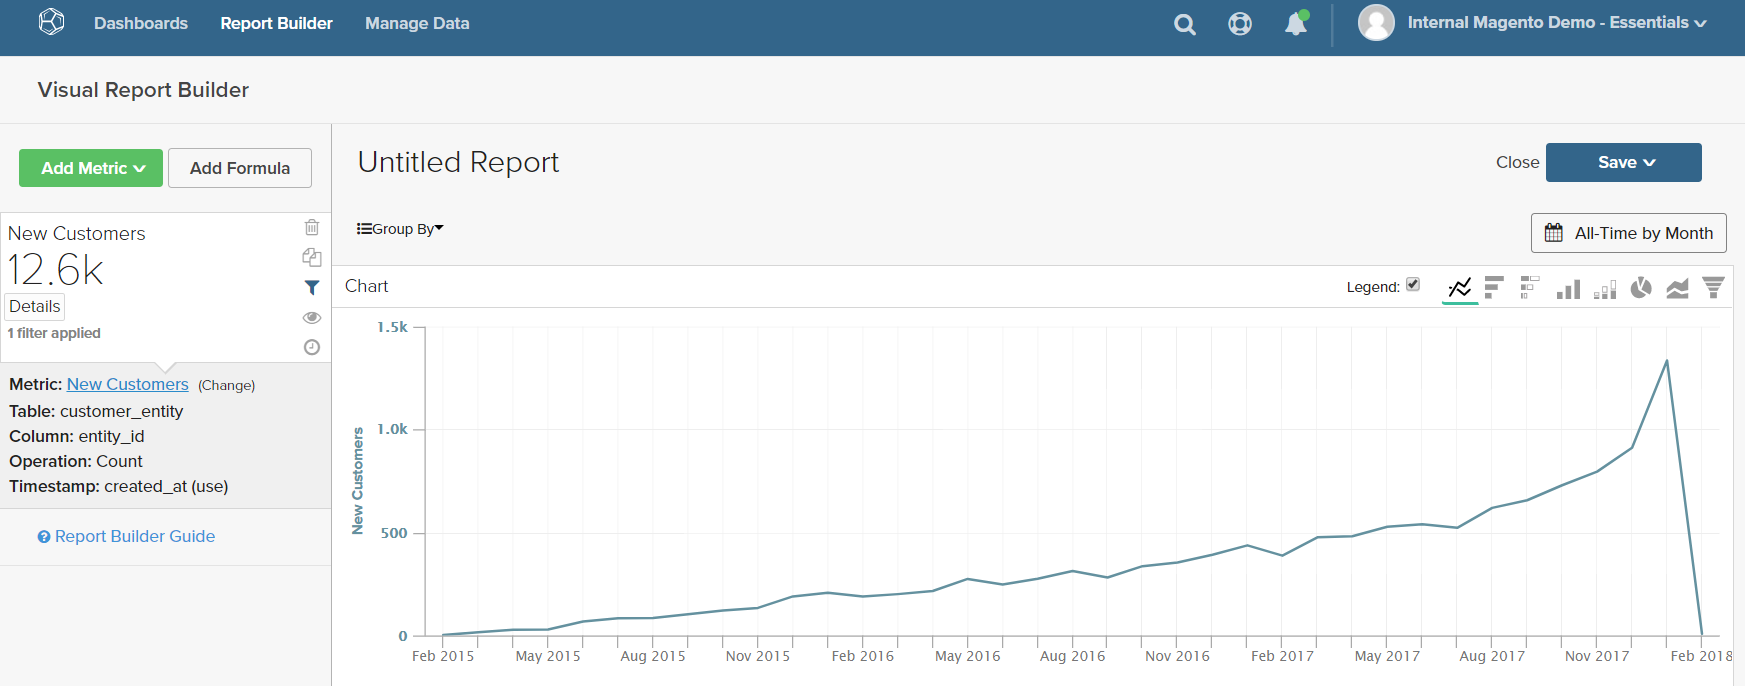 Dashboards Report Builder Manage Data Internal Magento Demo - Essentials
Visual Report Builder
Add Metric Add Formula
New Customers
12.6k
Details
1 filter applied
Metric: New Customers (Change)
Table: customer_entity
Column: entity_id
Operation: Count
Timestamp: created_at (use)
Report Builder Guide
Untitled Report
Close Save
Group By
All-Time by Month
Chart
Legend:
1.5k
1.0k
500
0
New Customers
Feb 2015 May 2015 Aug 2015 Nov 2015 Feb 2016 May 2016 Aug 2016 Nov 2016 Feb 2017 May 2017 Aug 2017 Nov 2017 Feb 2018